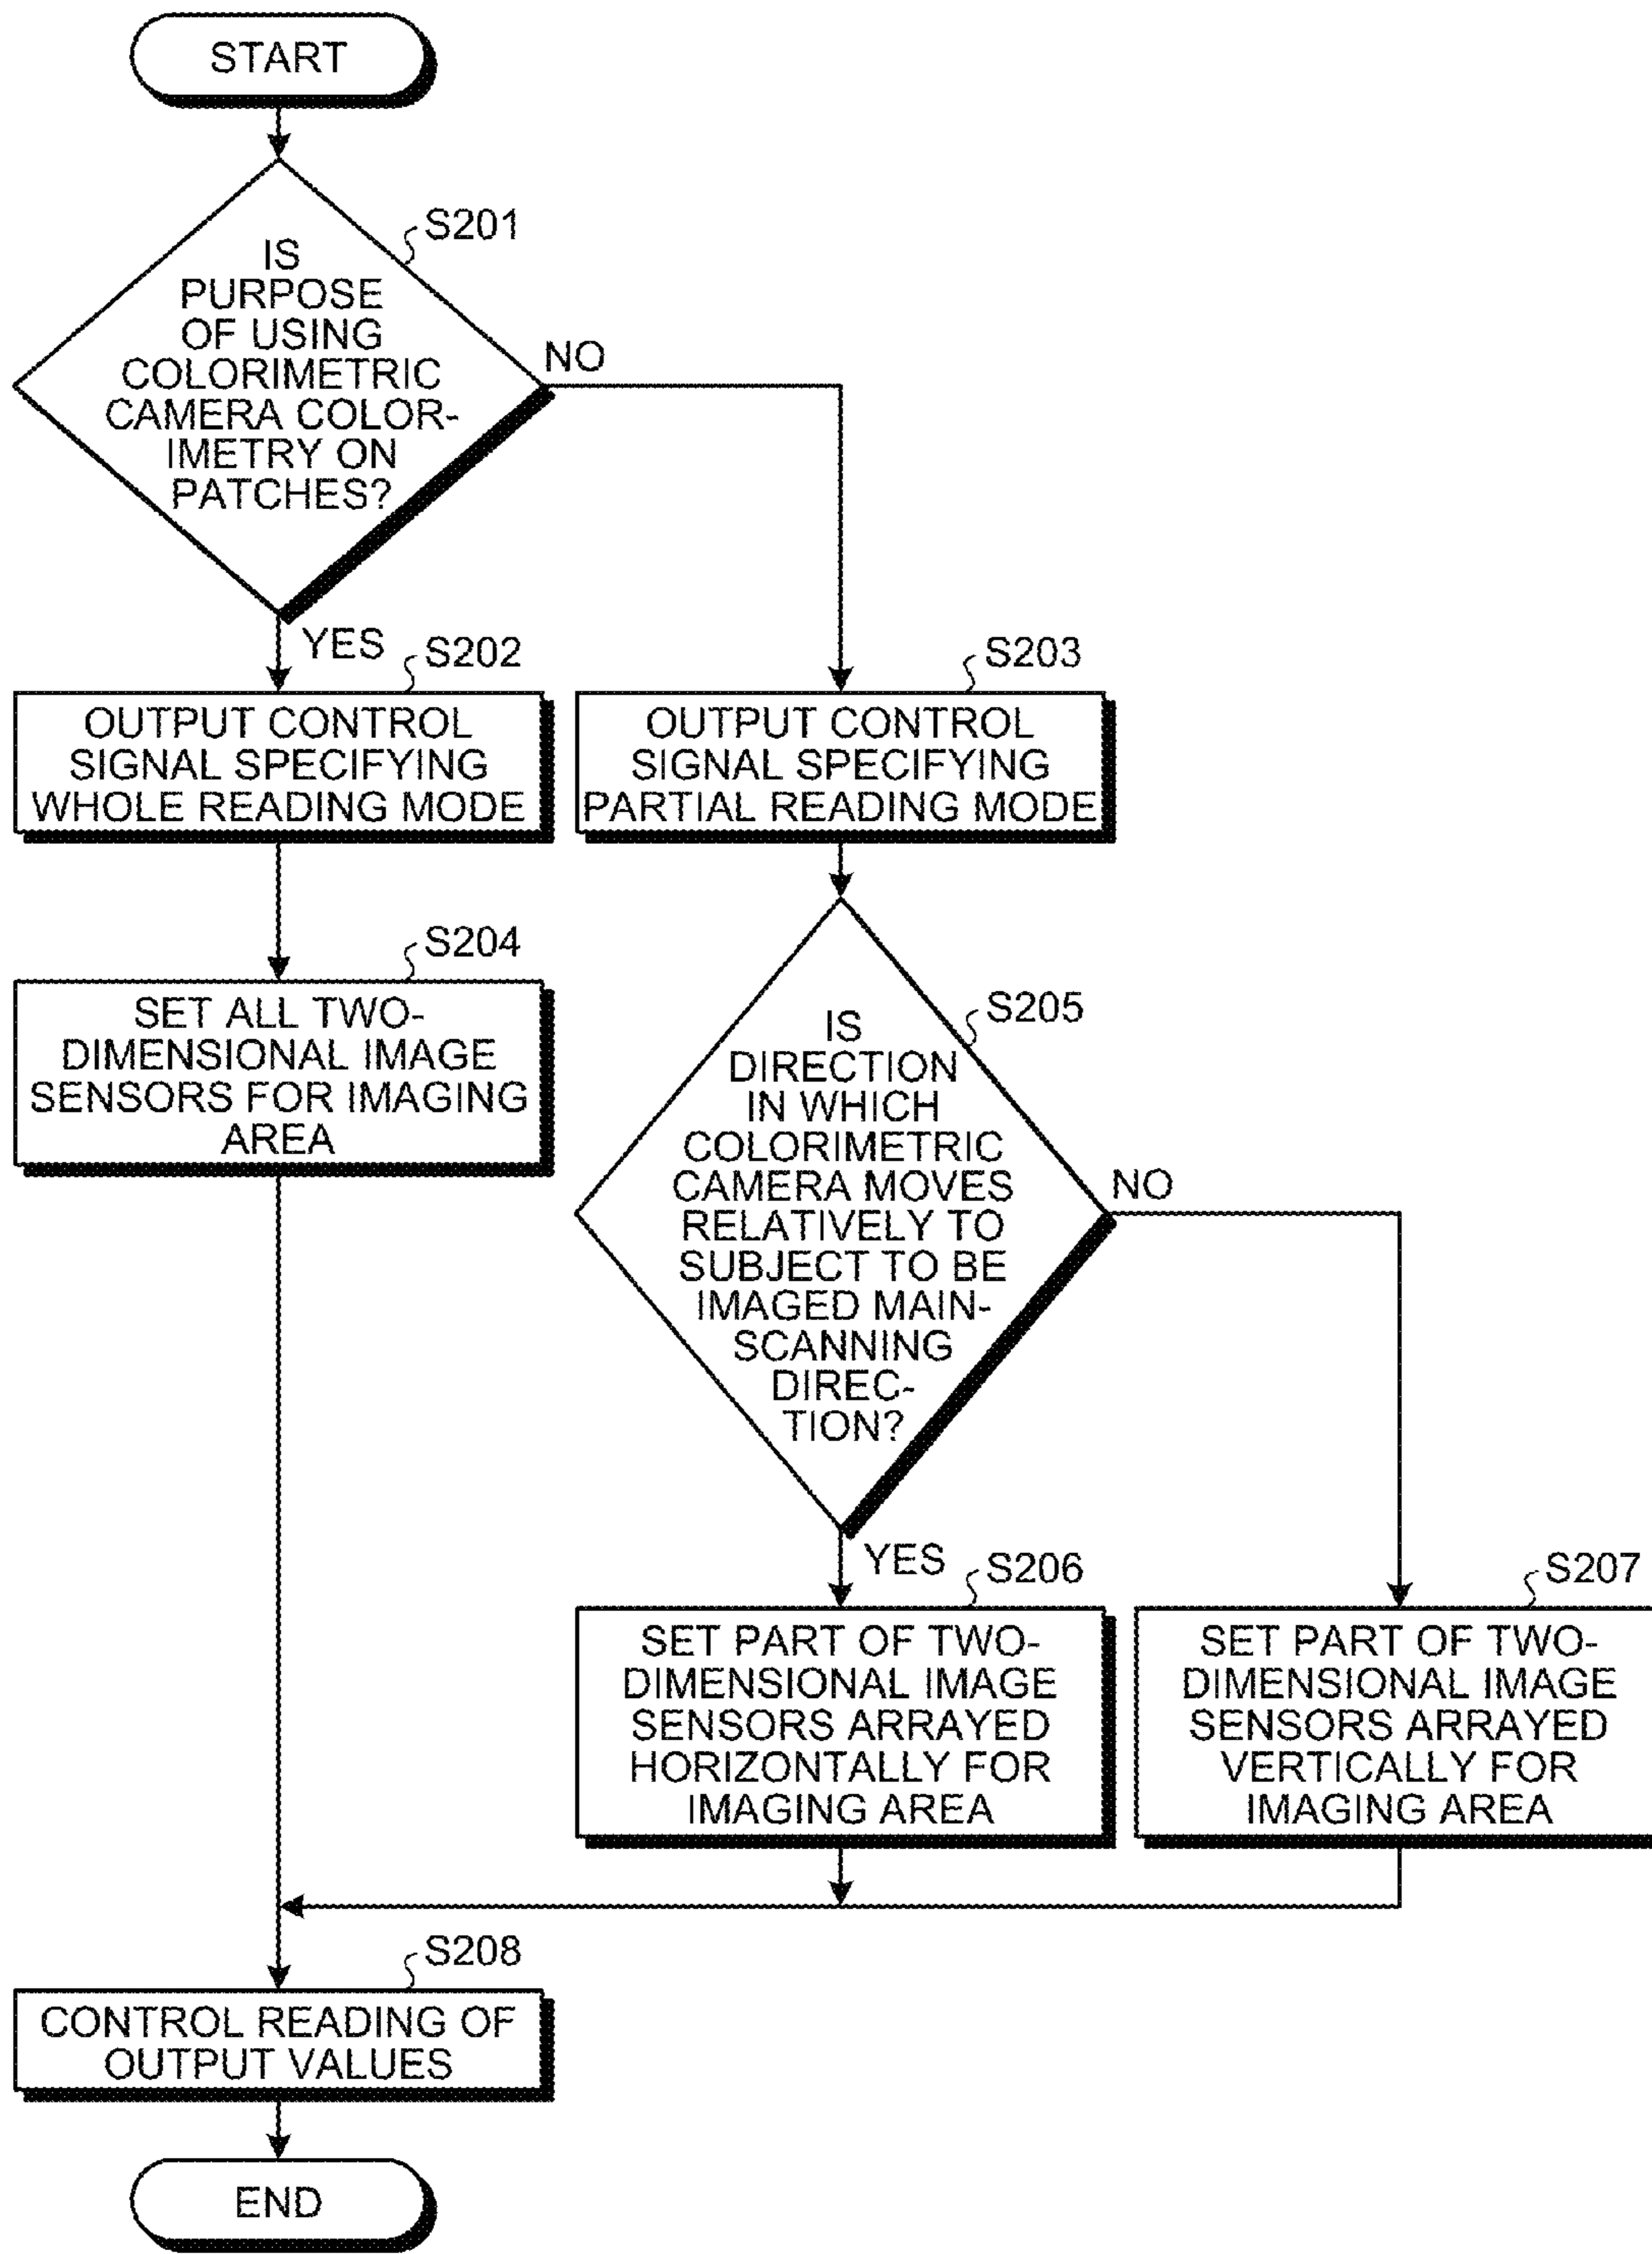 START
S201
IS
PURPOSE
OF USING
COLORIMETRIC
CAMERA COLOR-
IMETRY ON
PATCHES?
NO
YES
S202
OUTPUT CONTROL
SIGNAL SPECIFYING
WHOLE READING MODE
S203
OUTPUT CONTROL
SIGNAL SPECIFYING
PARTIAL READING MODE
S204
SET ALL TWO-
DIMENSIONAL IMAGE
SENSORS FOR IMAGING
AREA
S205
IS
DIRECTION
IN WHICH
COLORIMETRIC
CAMERA MOVES
RELATIVELY TO
SUBJECT TO BE
IMAGED MAIN-
SCANNING
DIREC-
TION?
NO
YES
S206
SET PART OF TWO-
DIMENSIONAL IMAGE
SENSORS ARRAYED
HORIZONTALLY FOR
IMAGING AREA
S207
SET PART OF TWO-
DIMENSIONAL IMAGE
SENSORS ARRAYED
VERTICALLY FOR
IMAGING AREA
S208
CONTROL READING OF
OUTPUT VALUES
END